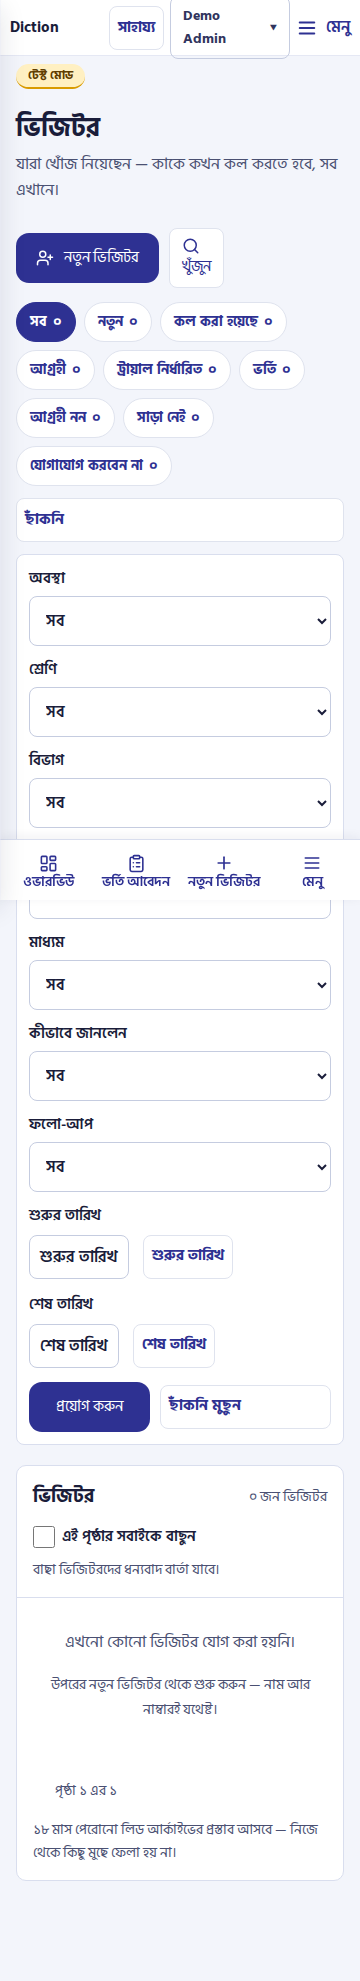 Diction
সাহায্য
Demo
Admin
মেনু
টেস্ট মোড
ভিজিটর
যারা খোঁজ নিয়েছেন — কাকে কখন কল করতে হবে, সব
এখানে।
নতুন ভিজিটর
খুঁজুন
সব ০
নতুন ০
কল করা হয়েছে ০
আগ্রহী ০
ট্রায়াল নির্ধারিত ০
ভর্তি ০
আগ্রহী নন ০
সাড়া নেই ০
যোগাযোগ করবেন না ০
ছাঁকনি
অবস্থা
সব
শ্রেণি
সব
বিভাগ
সব
ওভারভিউ
ভর্তি আবেদন
নতুন ভিজিটর
মেনু
মাধ্যম
সব
কীভাবে জানলেন
সব
ফলো-আপ
সব
শুরুর তারিখ
শুরুর তারিখ
শুরুর তারিখ
শেষ তারিখ
শেষ তারিখ
শেষ তারিখ
প্রয়োগ করুন
ছাঁকনি মুছুন
ভিজিটর
০ জন ভিজিটর
এই পৃষ্ঠার সবাইকে বাছুন
বাছা ভিজিটরদের ধন্যবাদ বার্তা যাবে।
এখনো কোনো ভিজিটর যোগ করা হয়নি।
উপরের নতুন ভিজিটর থেকে শুরু করুন — নাম আর
নাম্বারই যথেষ্ট।
পৃষ্ঠা ১ এর ১
১৮ মাস পেরোনো লিড আর্কাইভের প্রস্তাব আসবে — নিজে
থেকে কিছু মুছে ফেলা হয় না।